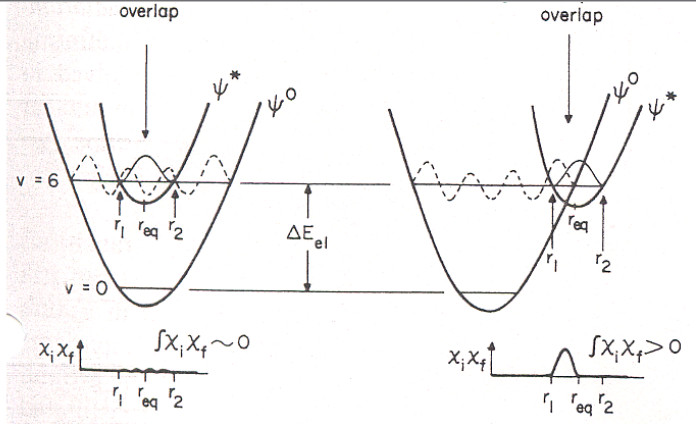 overlap
overlap
ψ*
ψ⁰
ψ⁰
ψ*
v = 6
r₁ r_eq r₂
r_eq
r₁ r₂
ΔE_el
v = 0
χᵢχ_f
∫χᵢχ_f ~ 0
r₁ r_eq r₂
χᵢχ_f
∫χᵢχ_f > 0
r₁ r_eq r₂